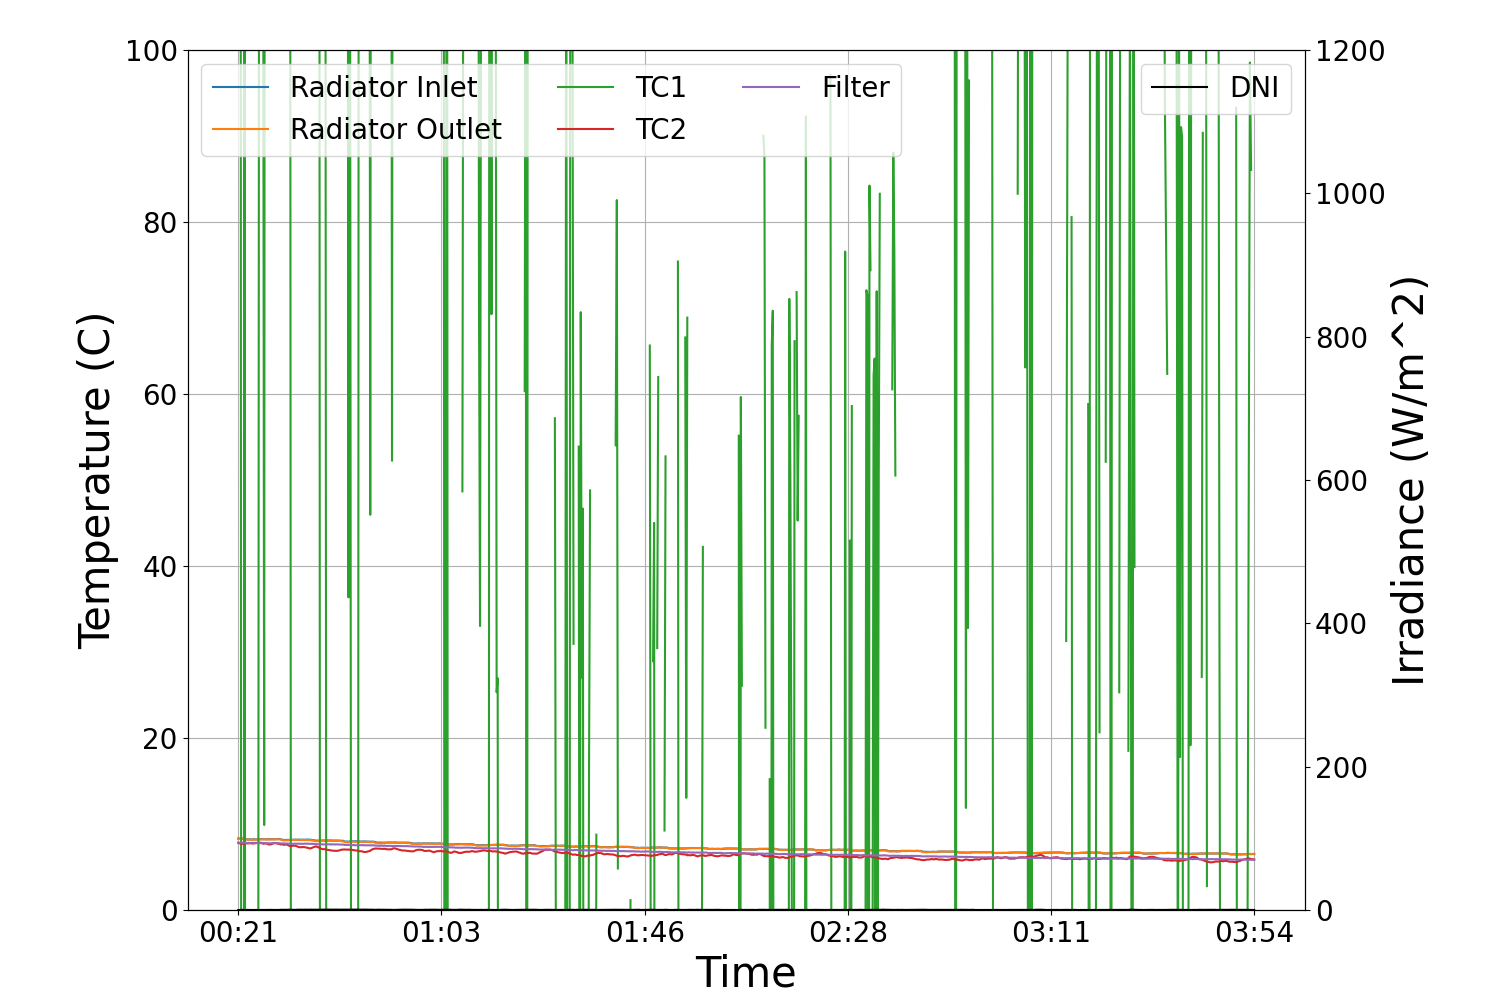 100
80
60
40
20
0
Temperature (C)
Radiator Inlet
Radiator Outlet
TC1
TC2
Filter
DNI
1200
1000
800
600
400
200
0
Irradiance (W/m^2)
00:21 01:03 01:46 02:28 03:11 03:54
Time